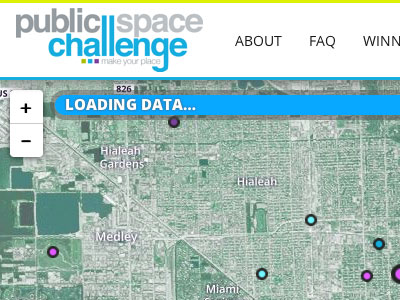 public space
challenge
make your place
ABOUT FAQ WINN
US
826
+
LOADING DATA...
−
Hialeah
Gardens
Hialeah
Medley
Miami